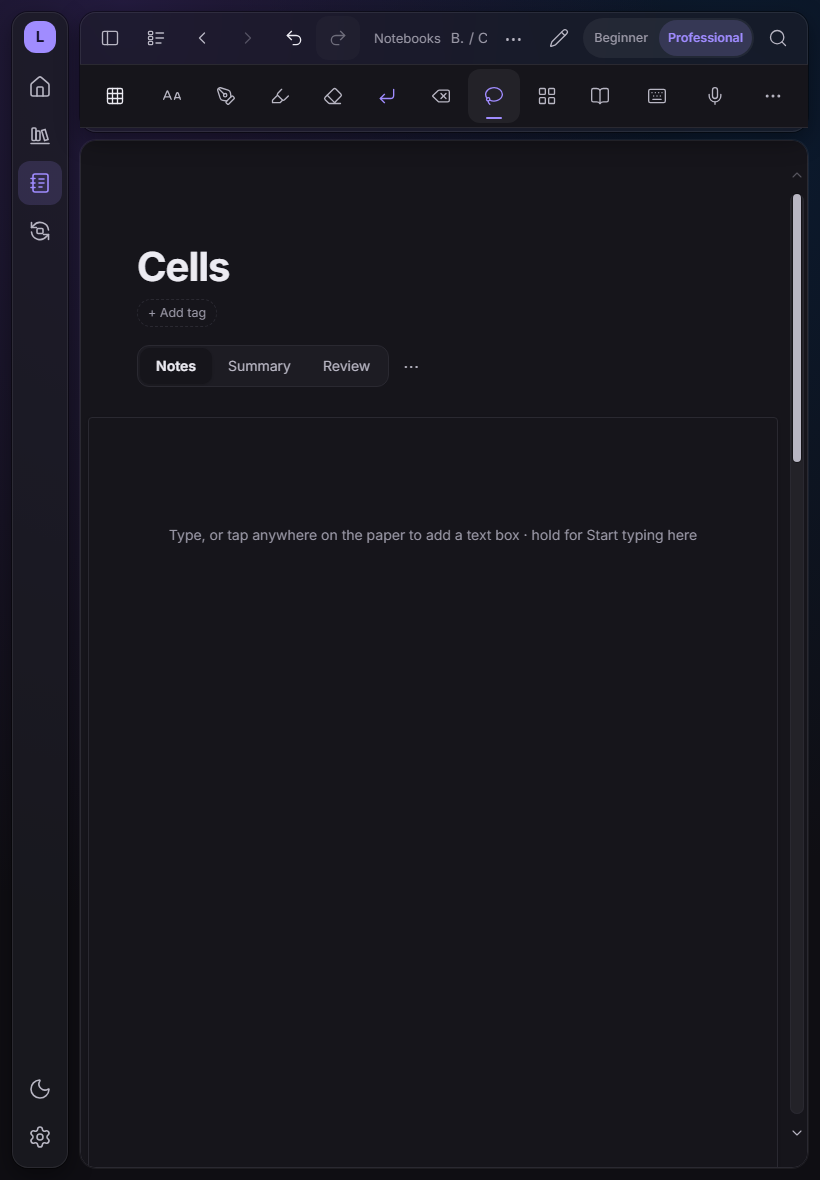 L
Notebooks B. / C
Beginner Professional
Cells
+ Add tag
Notes Summary Review
Type, or tap anywhere on the paper to add a text box · hold for Start typing here